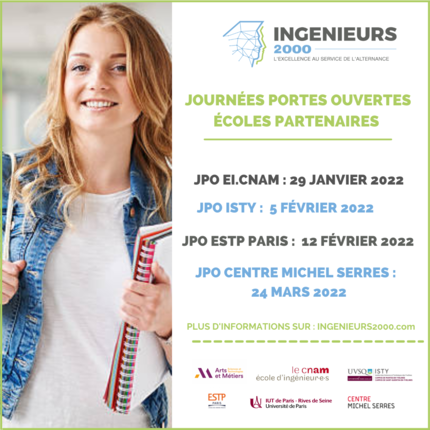 INGENIEURS
2000
L'EXCELLENCE AU SERVICE DE L'ALTERNANCE
JOURNÉES PORTES OUVERTES
ÉCOLES PARTENAIRES
JPO EI.CNAM : 29 JANVIER 2022
JPO ISTY : 5 FÉVRIER 2022
JPO ESTP PARIS : 12 FÉVRIER 2022
JPO CENTRE MICHEL SERRES :
24 MARS 2022
PLUS D'INFORMATIONS SUR : INGENIEURS2000.com
Arts
et Métiers
le cnam
école d'ingénieur·e·s
UVSQ ISTY
ESTP
PARIS
IUT de Paris - Rives de Seine
Université de Paris
CENTRE
MICHEL SERRES